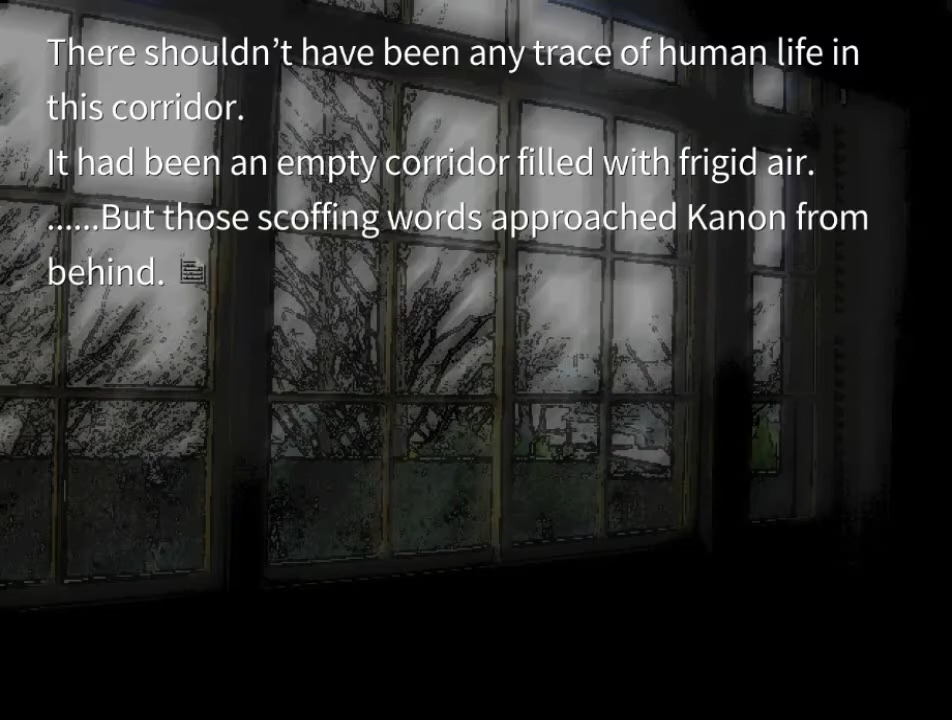 There shouldn’t have been any trace of human life in
this corridor.
It had been an empty corridor filled with frigid air.
......But those scoffing words approached Kanon from
behind.